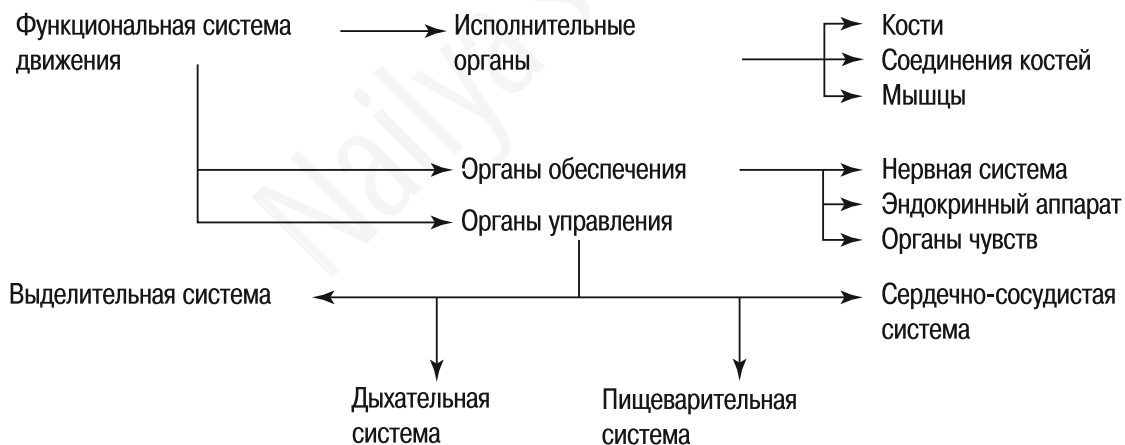 Функциональная система
движения
Исполнительные
органы
Кости
Соединения костей
Мышцы
Органы обеспечения
Нервная система
Эндокринный аппарат
Органы чувств
Органы управления
Выделительная система
Сердечно-сосудистая
система
Дыхательная
система
Пищеварительная
система
Nailya